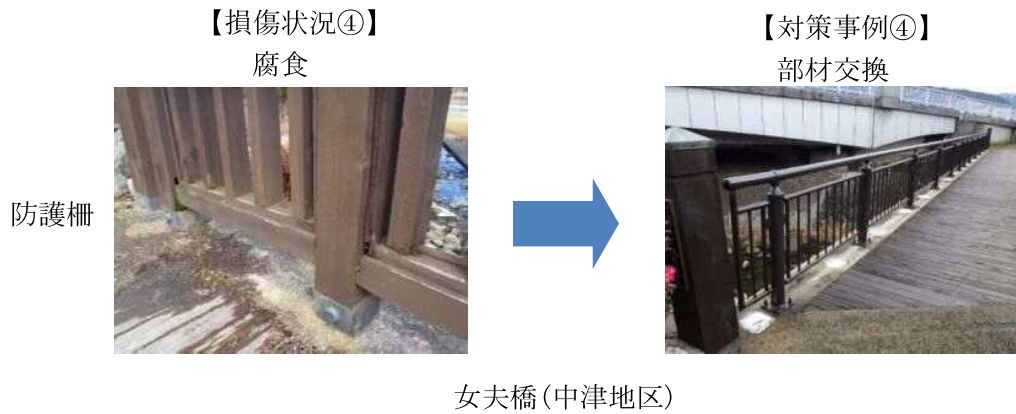 【損傷状況④】
腐食
【対策事例④】
部材交換
防護柵
女夫橋(中津地区)